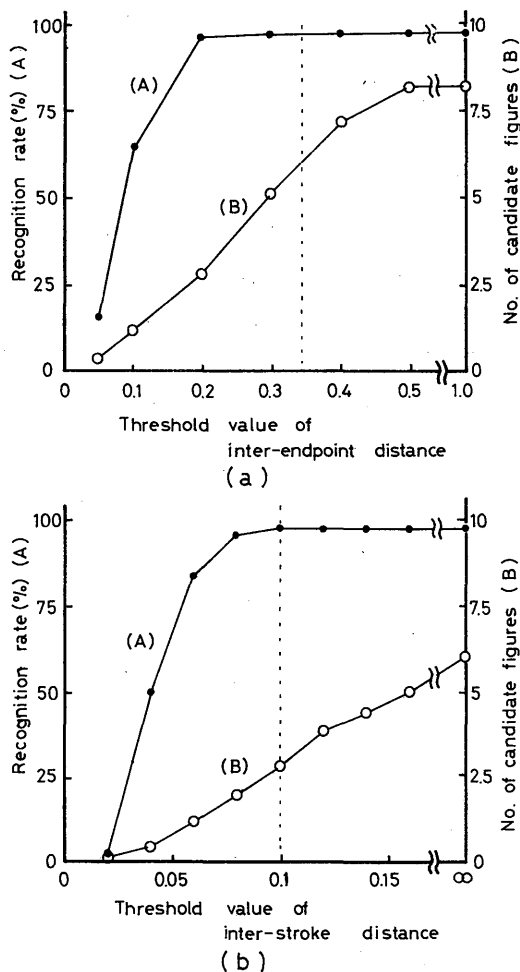 100
75
50
25
0
Recognition rate(%) (A)
(A)
(B)
10
7.5
5
2.5
0
No. of candidate figures (B)
0 0.1 0.2 0.3 0.4 0.5 1.0
Threshold value of
inter-endpoint distance
(a)
100
75
50
25
0
Recognition rate(%) (A)
(A)
(B)
10
7.5
5
2.5
0
No. of candidate figures (B)
0 0.05 0.1 0.15 ∞
Threshold value of
inter-stroke distance
(b)